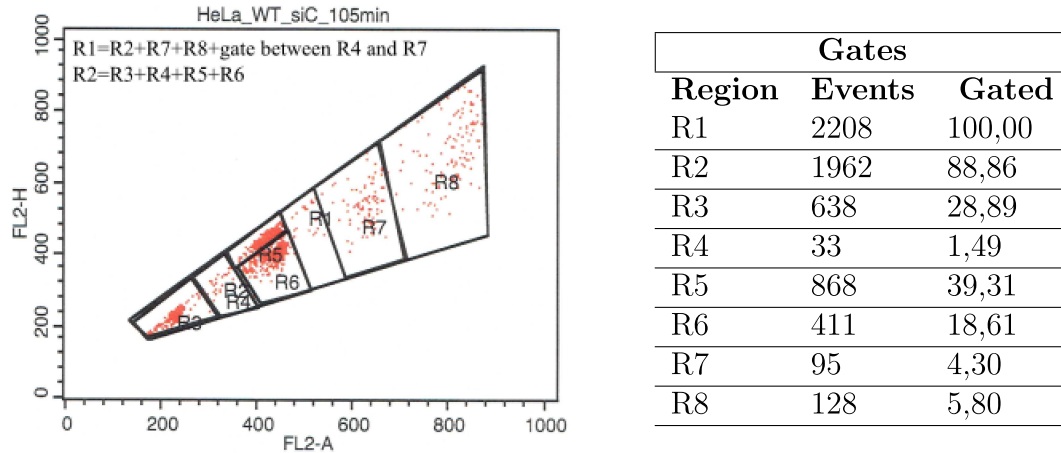 HeLa_WT_siC_105min
R1=R2+R7+R8+gate between R4 and R7
R2=R3+R4+R5+R6
FL2-H
1000
800
600
400
200
0
R8
R1
R7
R5
R6
R2
R4
R3
0 200 400 600 800 1000
FL2-A
Gates
Region Events Gated
R1 2208 100,00
R2 1962 88,86
R3 638 28,89
R4 33 1,49
R5 868 39,31
R6 411 18,61
R7 95 4,30
R8 128 5,80